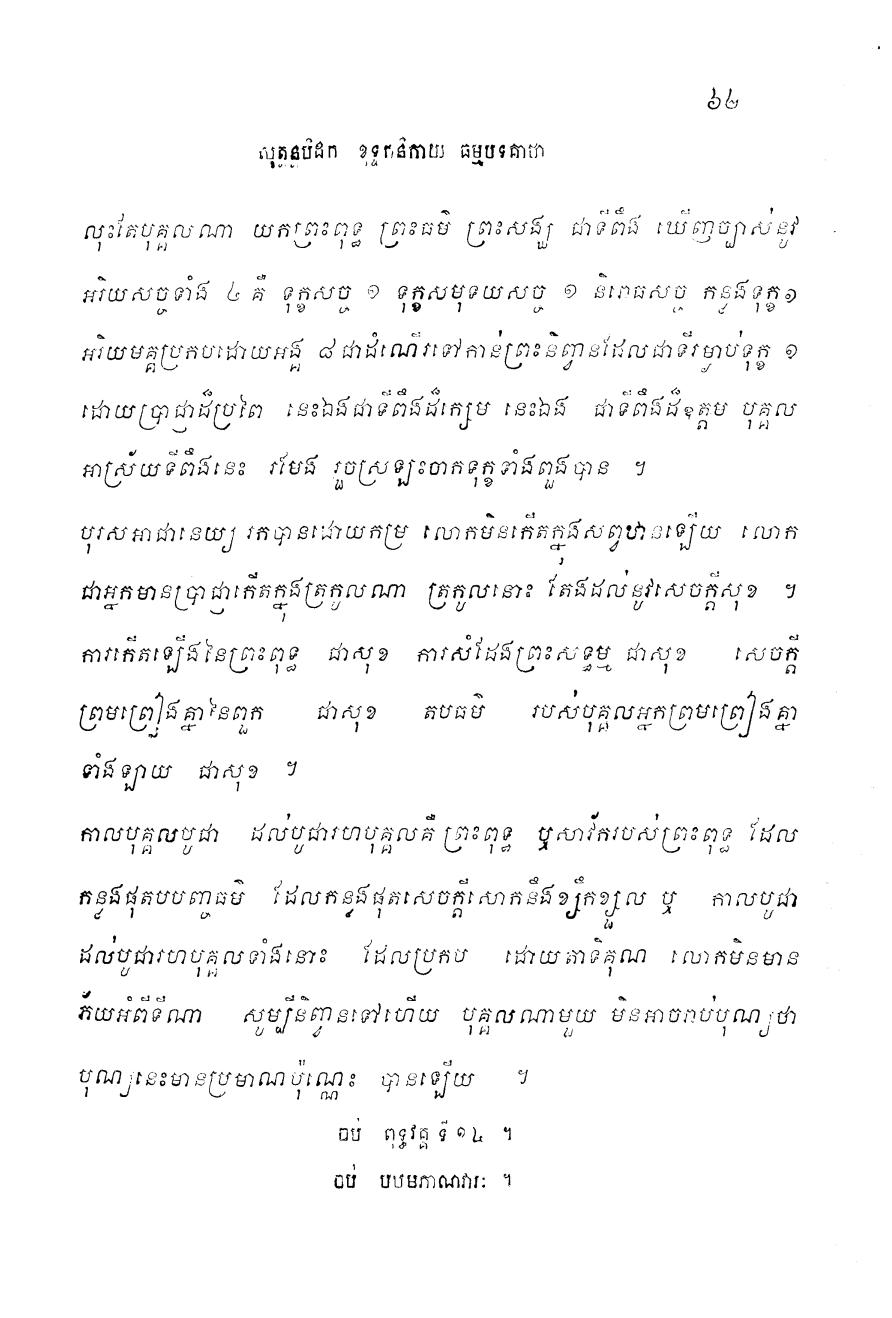 ៦៤
សុត្តន្តបិដក ខុទ្ទកនិកាយ ធម្មបទគាថា
លុះតែបុគ្គលណា យកព្រះពុទ្ធ ព្រះធម៌ ព្រះសង្ឃ ជាទីពឹង ឃើញច្បាស់នូវ
អរិយសច្ចទាំង ៤ គឺ ទុក្ខសច្ច ១ ទុក្ខសមុទយសច្ច ១ និរោធសច្ច កន្លងទុក្ខ១
អរិយមគ្គប្រកបដោយអង្គ ៨ ជាដំណើរទៅកាន់ព្រះនិព្វានដែលជាទីរម្ងាប់ទុក្ខ ១
ដោយប្រាជ្ញាដ៏ប្រពៃ នេះឯងជាទីពឹងដ៏ក្សេម នេះឯង ជាទីពឹងដ៏ឧត្តម បុគ្គល
អាស្រ័យទីពឹងនេះ រមែង រួចស្រឡះចាកទុក្ខទាំងពួងបាន ។
បុរសអាជានេយ្យ រកបានដោយកម្រ លោកមិនកើតក្នុងសព្វឋានឡើយ លោក
ជាអ្នកមានប្រាជ្ញាកើតក្នុងត្រកូលណា ត្រកូលនោះ តែងដល់នូវសេចក្តីសុខ ។
ការកើតឡើងនៃព្រះពុទ្ធ ជាសុខ ការសំដែងព្រះសទ្ធម្ម ជាសុខ សេចក្តី
ព្រមព្រៀងគ្នានៃពួក ជាសុខ តបធម៌ របស់បុគ្គលអ្នកព្រមព្រៀងគ្នា
ទាំងឡាយ ជាសុខ ។
កាលបុគ្គលបូជា ដល់បូជារហបុគ្គលគឺ ព្រះពុទ្ធ ឬសាវ័ករបស់ព្រះពុទ្ធ ដែល
កន្លងផុតបបញ្ចធម៌ ដែលកន្លងផុតសេចក្តីសោកនឹងខ្សឹកខ្សួល ឬ កាលបូជា
ដល់បូជារហបុគ្គលទាំងនោះ ដែលប្រកប ដោយតាទិគុណ លោកមិនមាន
ភ័យអំពីទីណា សូម្បីនិព្វានទៅហើយ បុគ្គលណាមួយ មិនអាចរាប់បុណ្យថា
បុណ្យនេះមានប្រមាណប៉ុណ្ណេះ បានឡើយ ។
ចប់ ពុទ្ធវគ្គ ទី ១៤ ។
ចប់ បឋមភាណវារៈ ។